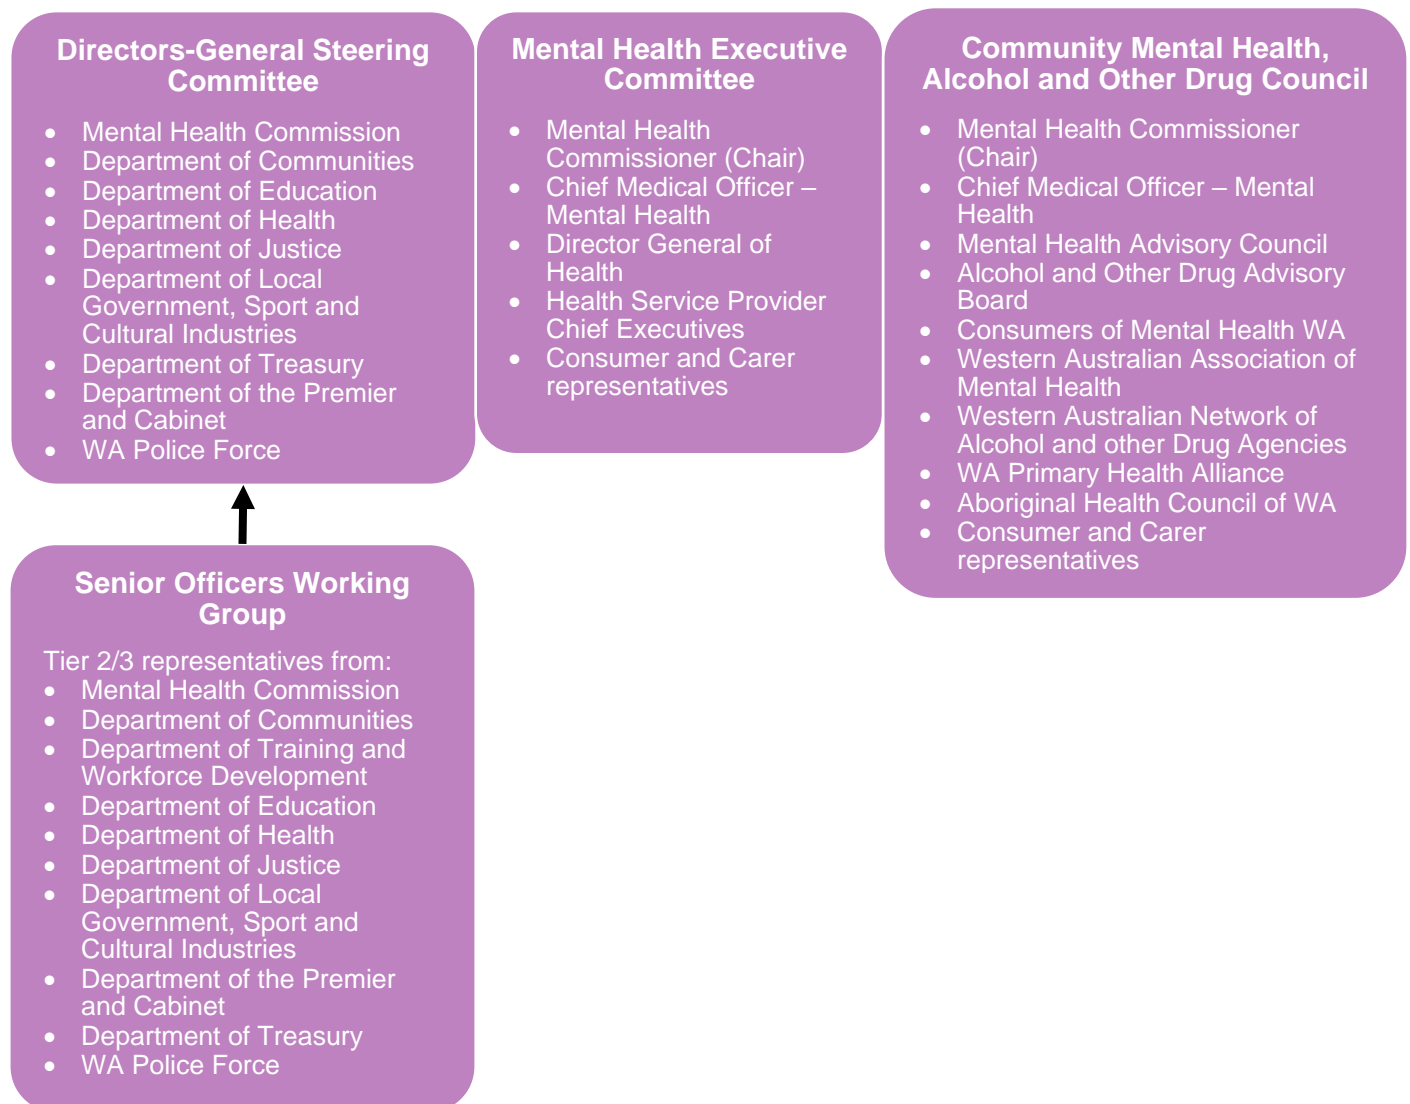 Directors-General Steering
Committee
• Mental Health Commission
• Department of Communities
• Department of Education
• Department of Health
• Department of Justice
• Department of Local
Government, Sport and
Cultural Industries
• Department of Treasury
• Department of the Premier
and Cabinet
• WA Police Force
Mental Health Executive
Committee
• Mental Health
Commissioner (Chair)
• Chief Medical Officer –
Mental Health
• Director General of
Health
• Health Service Provider
Chief Executives
• Consumer and Carer
representatives
Community Mental Health,
Alcohol and Other Drug Council
• Mental Health Commissioner
(Chair)
• Chief Medical Officer – Mental
Health
• Mental Health Advisory Council
• Alcohol and Other Drug Advisory
Board
• Consumers of Mental Health WA
• Western Australian Association of
Mental Health
• Western Australian Network of
Alcohol and other Drug Agencies
• WA Primary Health Alliance
• Aboriginal Health Council of WA
• Consumer and Carer
representatives
Senior Officers Working
Group
Tier 2/3 representatives from:
• Mental Health Commission
• Department of Communities
• Department of Training and
Workforce Development
• Department of Education
• Department of Health
• Department of Justice
• Department of Local
Government, Sport and
Cultural Industries
• Department of the Premier
and Cabinet
• Department of Treasury
• WA Police Force